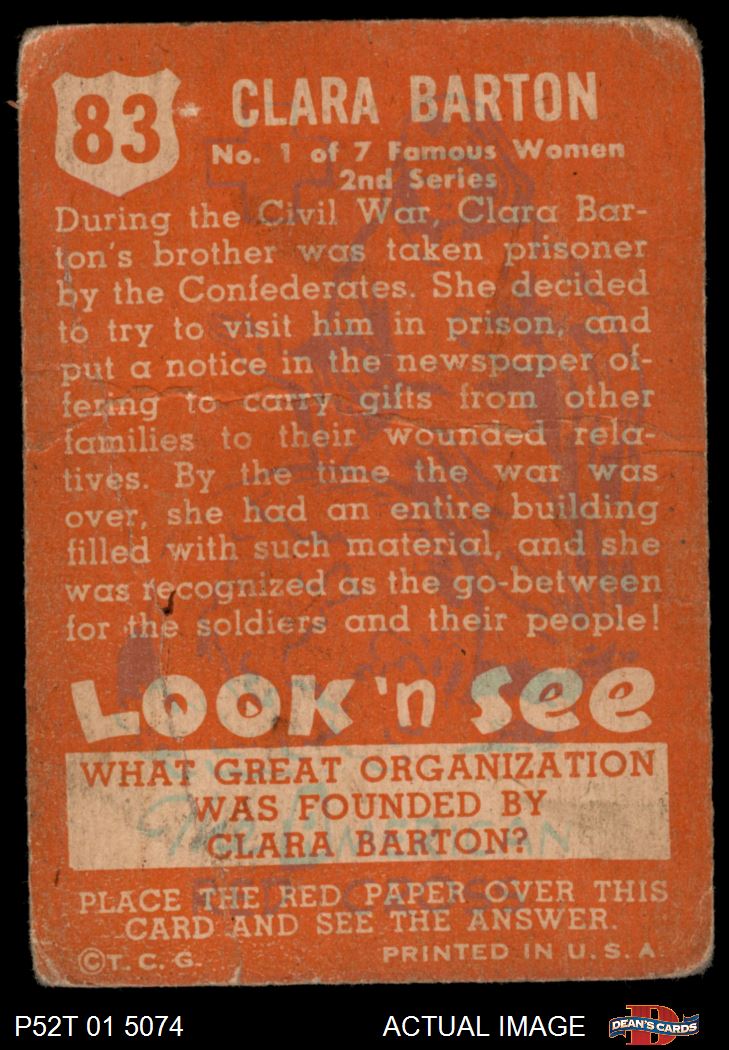 83
CLARA BARTON
No. 1 of 7 Famous Women
2nd Series
During the Civil War, Clara Bar-
ton's brother was taken prisoner
by the Confederates. She decided
to try to visit him in prison, and
put a notice in the newspaper of-
fering to carry gifts from other
families to their wounded rela-
tives. By the time the war was
over, she had an entire building
filled with such material, and she
was recognized as the go-between
for the soldiers and their people!
LOOK 'n See
WHAT GREAT ORGANIZATION
WAS FOUNDED BY
CLARA BARTON?
The American
Red Cross
PLACE THE RED PAPER OVER THIS
CARD AND SEE THE ANSWER.
©T. C. G.
PRINTED IN U. S. A.
P52T 01 5074
ACTUAL IMAGE
D
DEAN'S CARDS